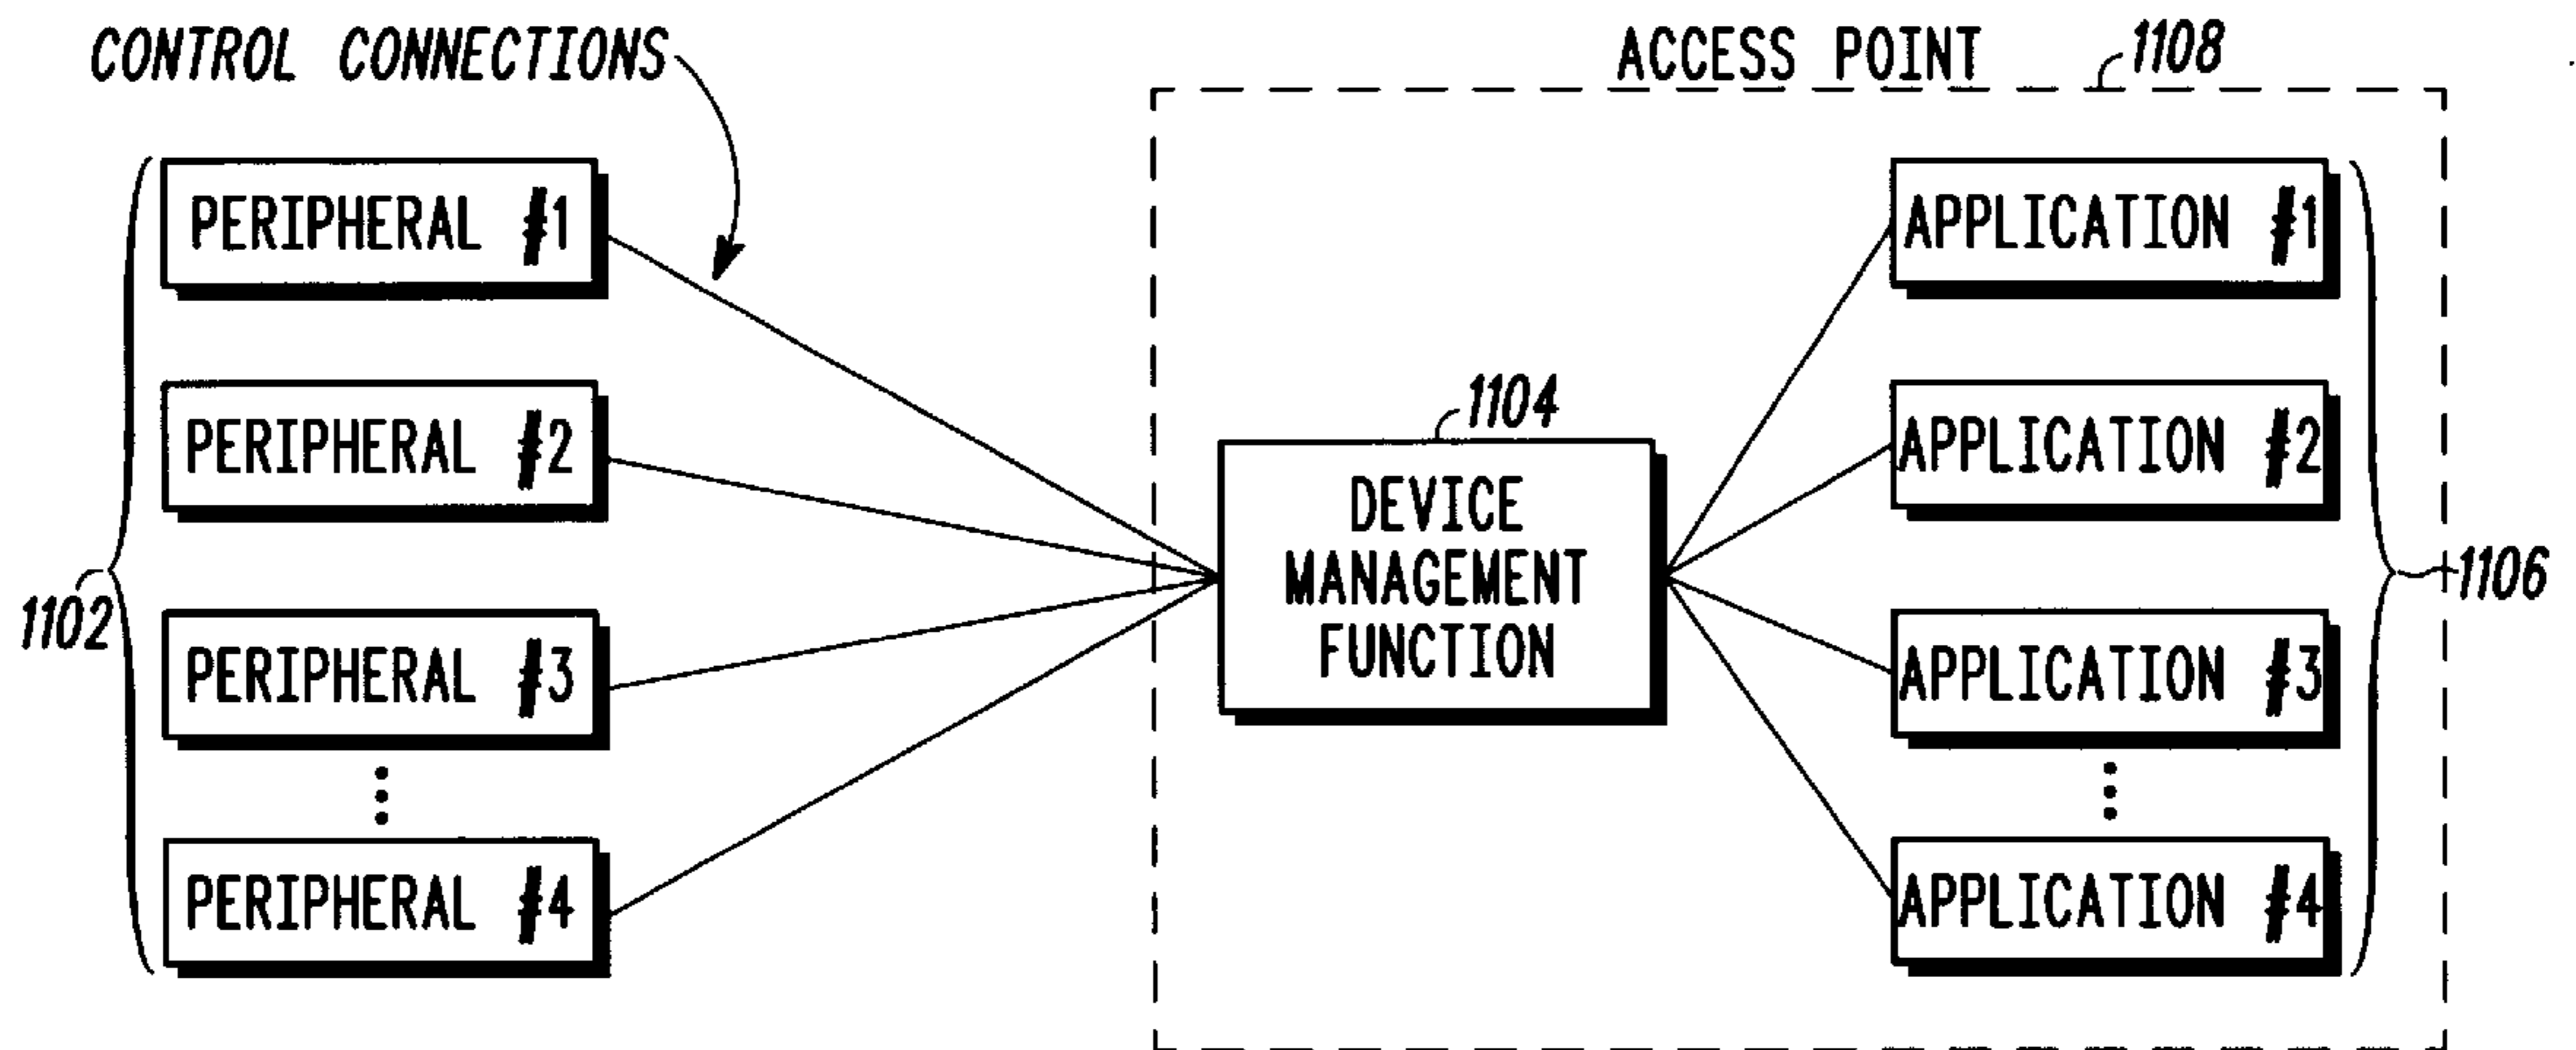 CONTROL CONNECTIONS
ACCESS POINT
1108
PERIPHERAL #1
PERIPHERAL #2
PERIPHERAL #3
PERIPHERAL #4
1102
1104
DEVICE
MANAGEMENT
FUNCTION
APPLICATION #1
APPLICATION #2
APPLICATION #3
APPLICATION #4
1106